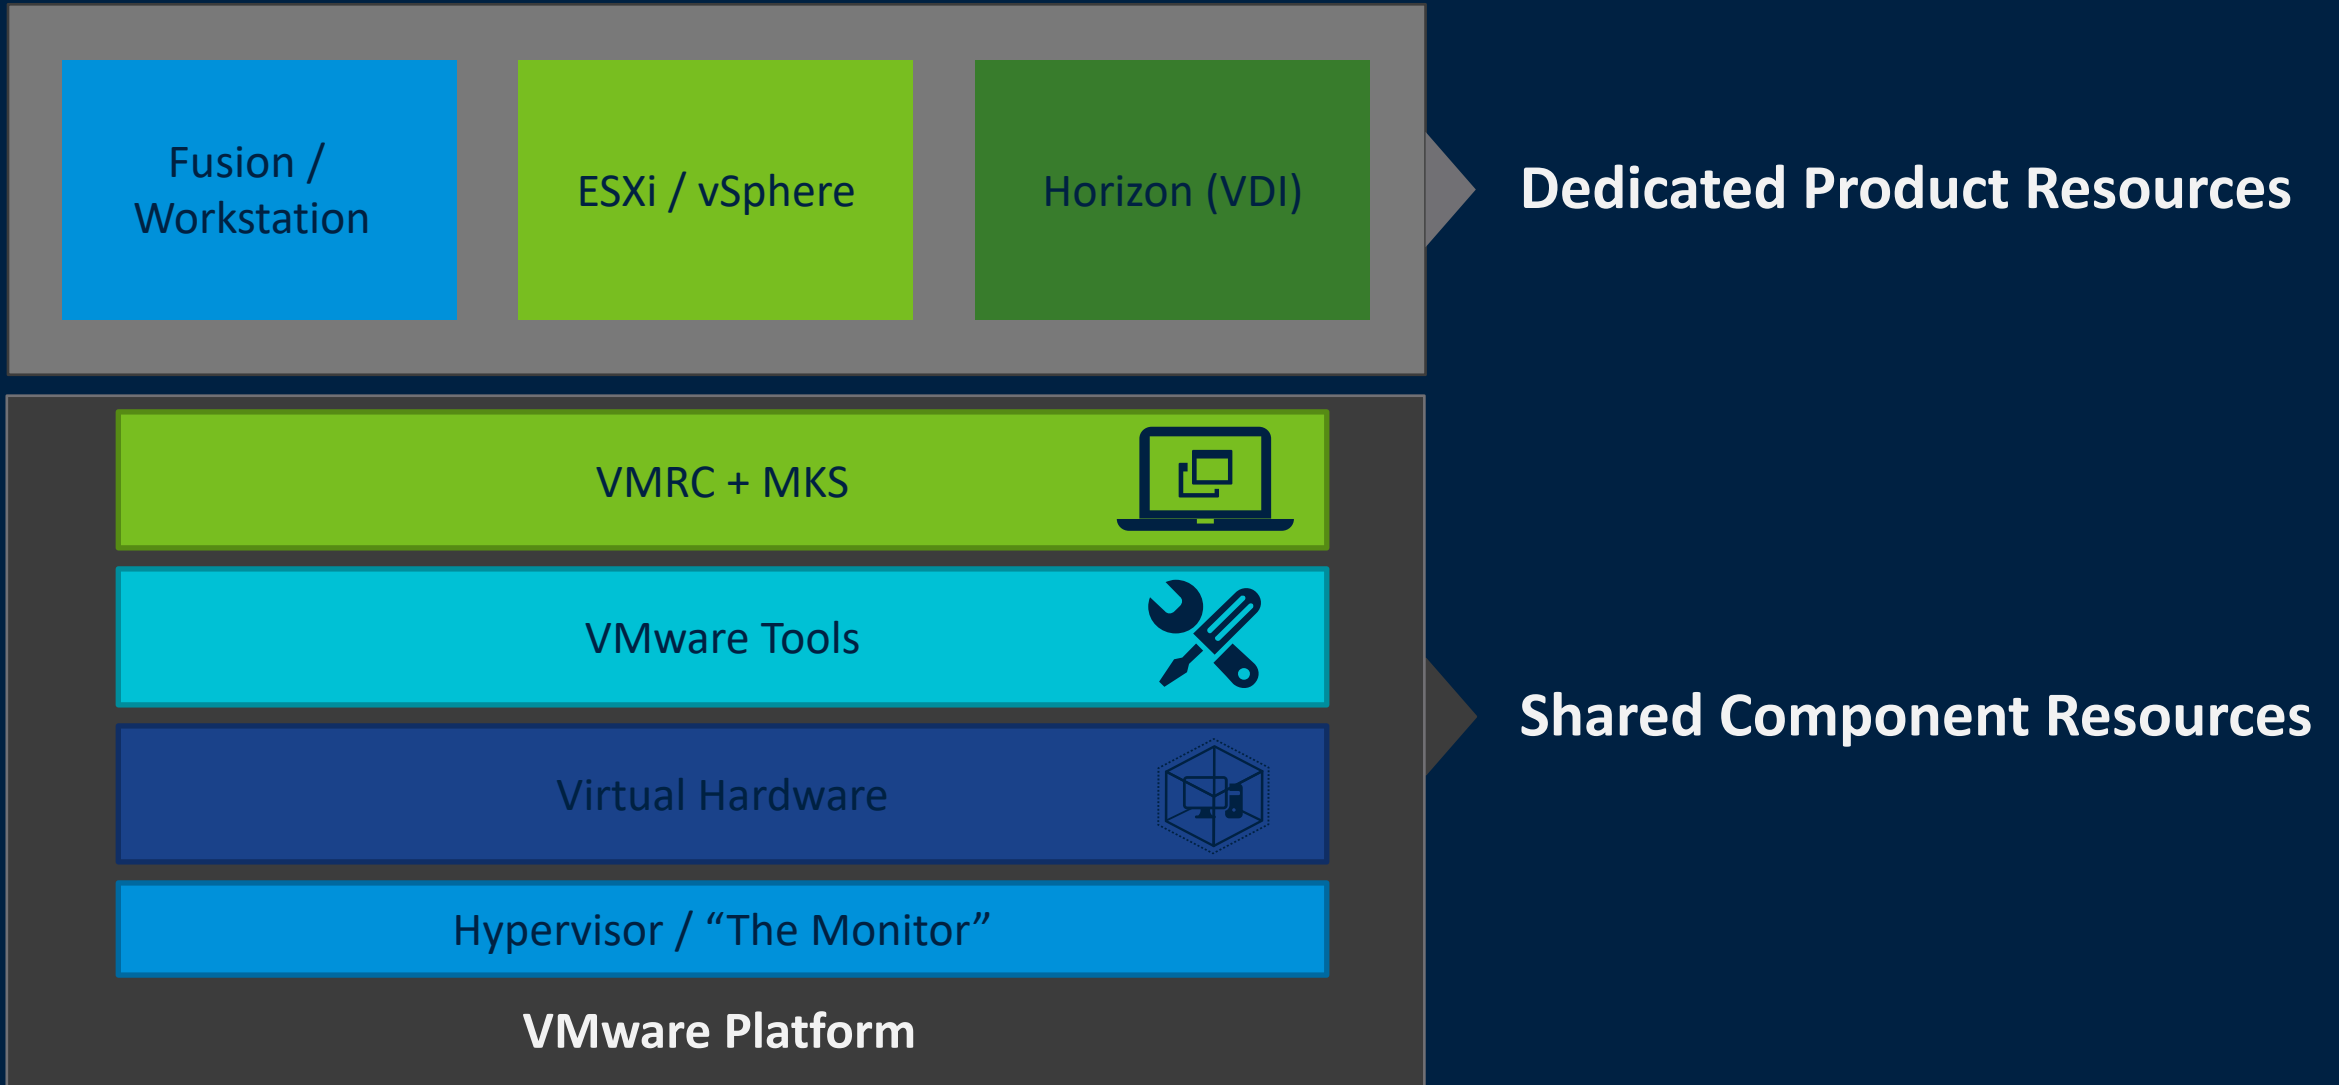 Fusion /
Workstation
ESXi / vSphere
Horizon (VDI)
Dedicated Product Resources
VMRC + MKS
VMware Tools
Virtual Hardware
Hypervisor / “The Monitor”
VMware Platform
Shared Component Resources